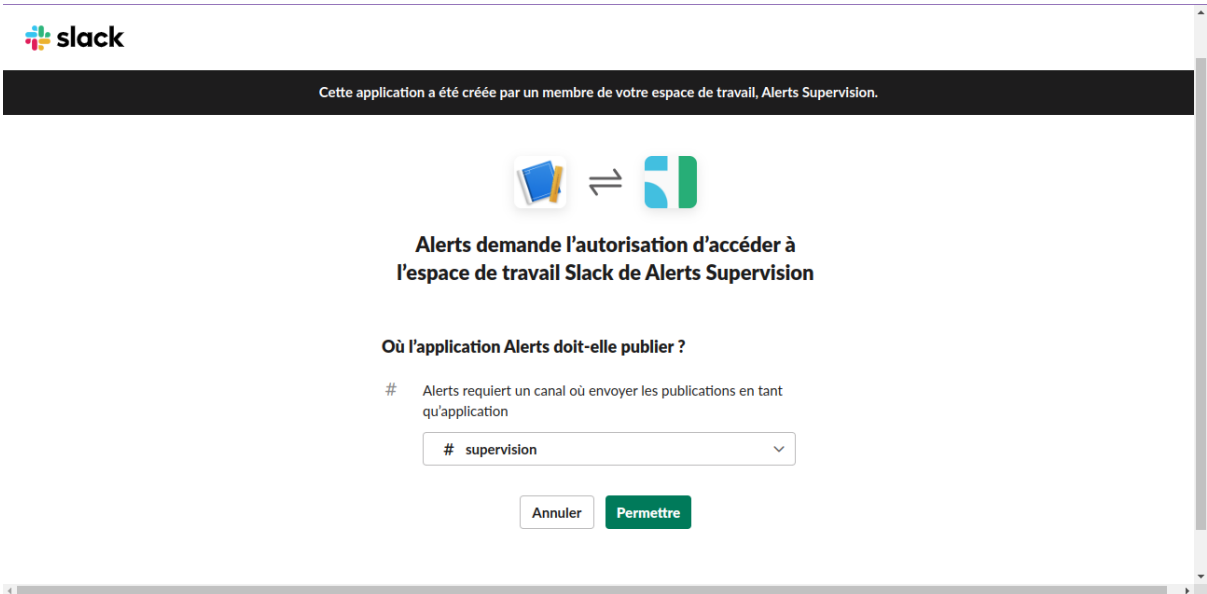 slack
Cette application a été créée par un membre de votre espace de travail, Alerts Supervision.
Alerts demande l’autorisation d’accéder à
l’espace de travail Slack de Alerts Supervision
Où l’application Alerts doit-elle publier ?
# Alerts requiert un canal où envoyer les publications en tant
qu’application
# supervision
Annuler Permettre